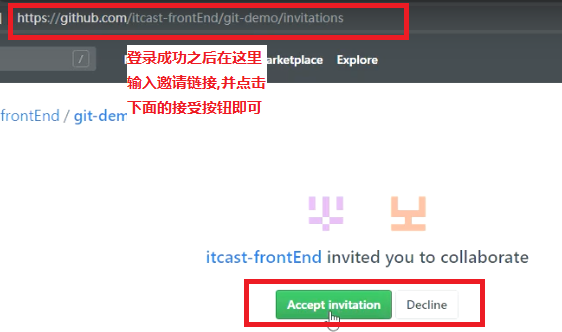 https://github.com/itcast-frontEnd/git-demo/invitations
登录成功之后在这里
输入邀请链接,并点击
下面的接受按钮即可
/
arketplace Explore
frontEnd / git-dem
itcast-frontEnd invited you to collaborate
Accept invitation Decline